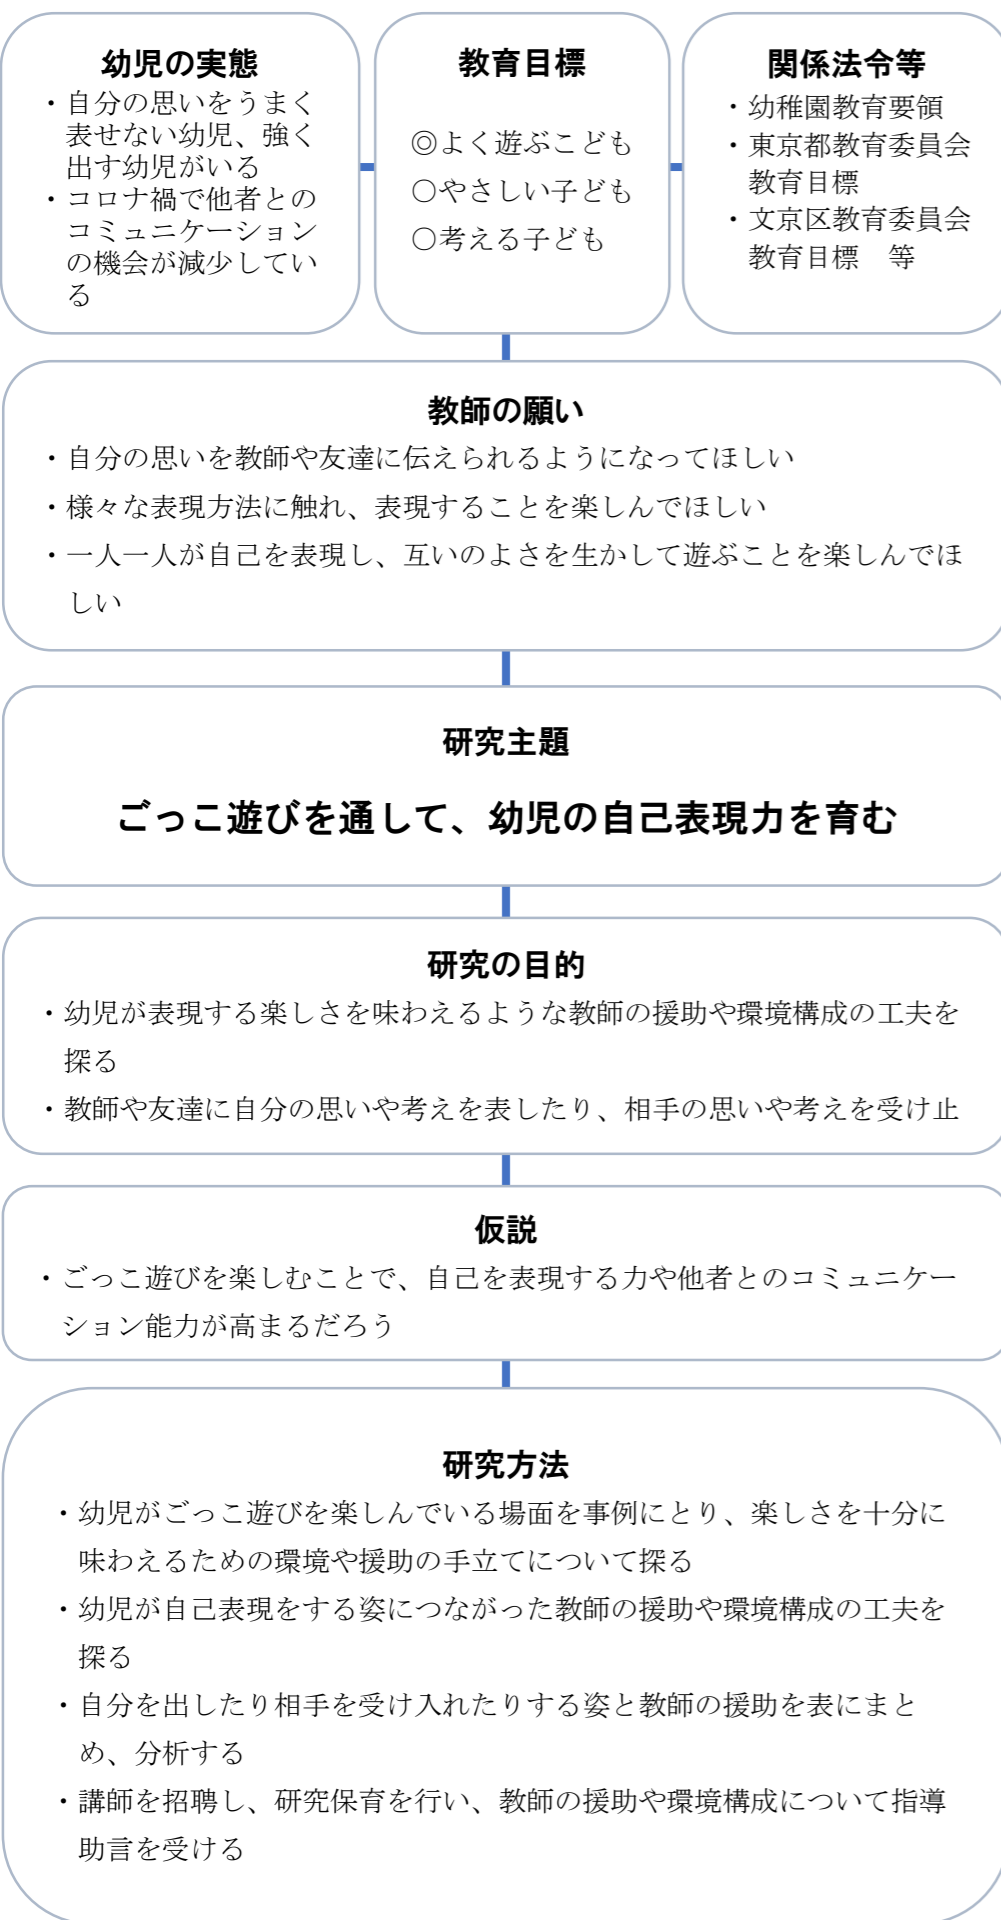 幼児の実態
・自分の思いをうまく
表せない幼児、強く
出す幼児がいる
・コロナ禍で他者との
コミュニケーション
の機会が減少してい
る
教育目標
◎よく遊ぶこども
〇やさしい子ども
〇考える子ども
関係法令等
・幼稚園教育要領
・東京都教育委員会
教育目標
・文京区教育委員会
教育目標　等
教師の願い
・自分の思いを教師や友達に伝えられるようになってほしい
・様々な表現方法に触れ、表現することを楽しんでほしい
・一人一人が自己を表現し、互いのよさを生かして遊ぶことを楽しんでほ
しい
研究主題
ごっこ遊びを通して、幼児の自己表現力を育む
研究の目的
・幼児が表現する楽しさを味わえるような教師の援助や環境構成の工夫を
探る
・教師や友達に自分の思いや考えを表したり、相手の思いや考えを受け止
仮説
・ごっこ遊びを楽しむことで、自己を表現する力や他者とのコミュニケー
ション能力が高まるだろう
研究方法
・幼児がごっこ遊びを楽しんでいる場面を事例にとり、楽しさを十分に
味わえるための環境や援助の手立てについて探る
・幼児が自己表現をする姿につながった教師の援助や環境構成の工夫を
探る
・自分を出したり相手を受け入れたりする姿と教師の援助を表にまと
め、分析する
・講師を招聘し、研究保育を行い、教師の援助や環境構成について指導
助言を受ける